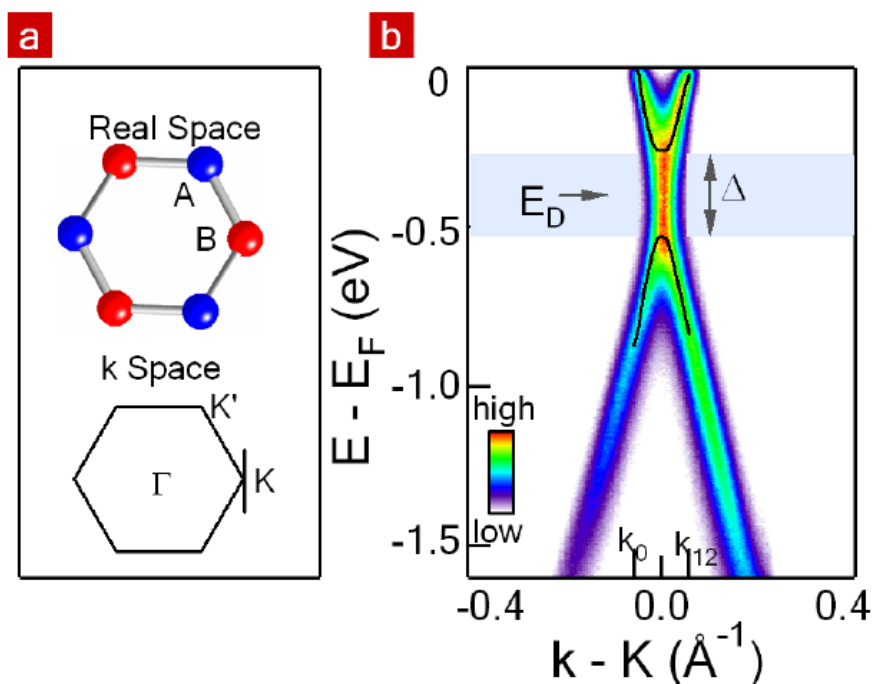 a
Real Space
A
B
k Space
K'
Γ
K
b
E - E_F (eV)
0
-0.5
-1.0
-1.5
E_D
Δ
high
low
k_0
k_12
-0.4
0.0
0.4
k - K (Å^-1)